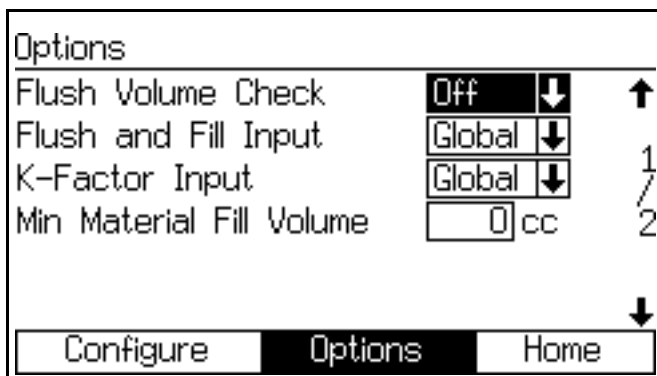 Options
Flush Volume Check Off
Flush and Fill Input Global
K-Factor Input Global
Min Material Fill Volume 0 cc
1/2
Configure Options Home